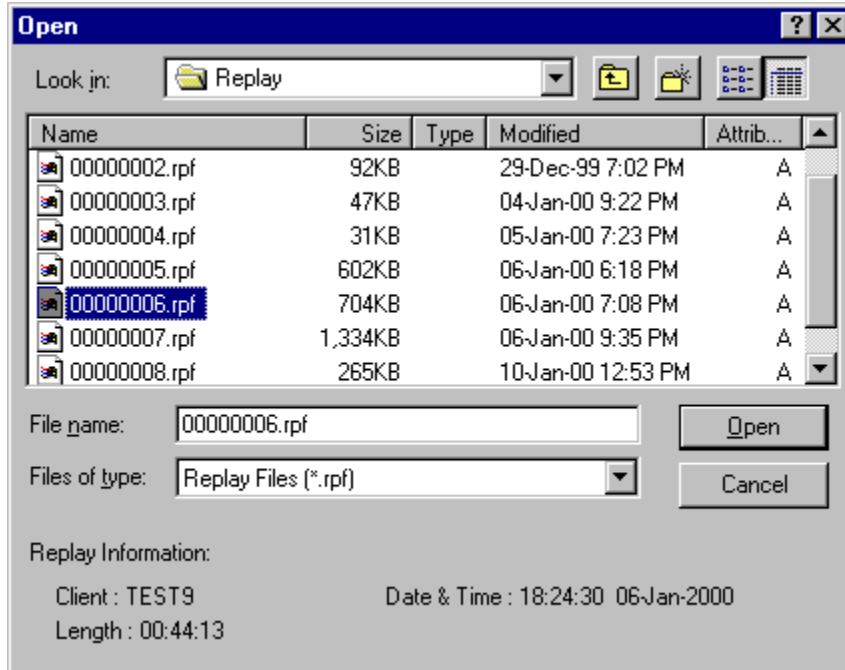 Open
Look in: Replay
Name Size Type Modified Attrib...
00000002.rpf 92KB 29-Dec-99 7:02 PM A
00000003.rpf 47KB 04-Jan-00 9:22 PM A
00000004.rpf 31KB 05-Jan-00 7:23 PM A
00000005.rpf 602KB 06-Jan-00 6:18 PM A
00000006.rpf 704KB 06-Jan-00 7:08 PM A
00000007.rpf 1,334KB 06-Jan-00 9:35 PM A
00000008.rpf 265KB 10-Jan-00 12:53 PM A
File name: 00000006.rpf Open
Files of type: Replay Files (*.rpf) Cancel
Replay Information:
Client : TEST9 Date & Time : 18:24:30 06-Jan-2000
Length : 00:44:13